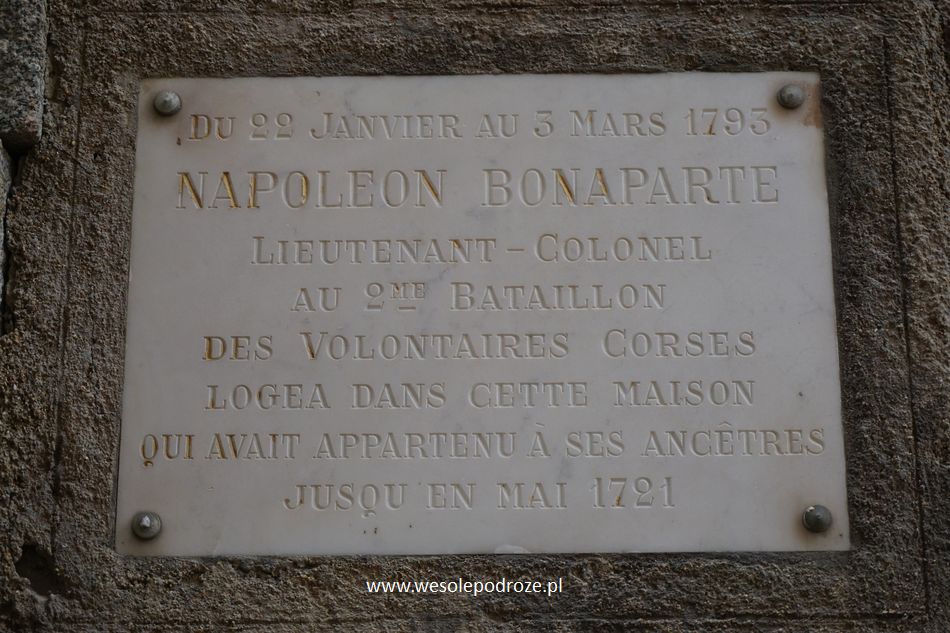 DU 22 JANVIER AU 3 MARS 1793
NAPOLEON BONAPARTE
LIEUTENANT-COLONEL
AU 2ME BATAILLON
DES VOLONTAIRES CORSES
LOGEA DANS CETTE MAISON
QUI AVAIT APPARTENU À SES ANCÊTRES
JUSQU EN MAI 1721
www.wesolepodroze.pl